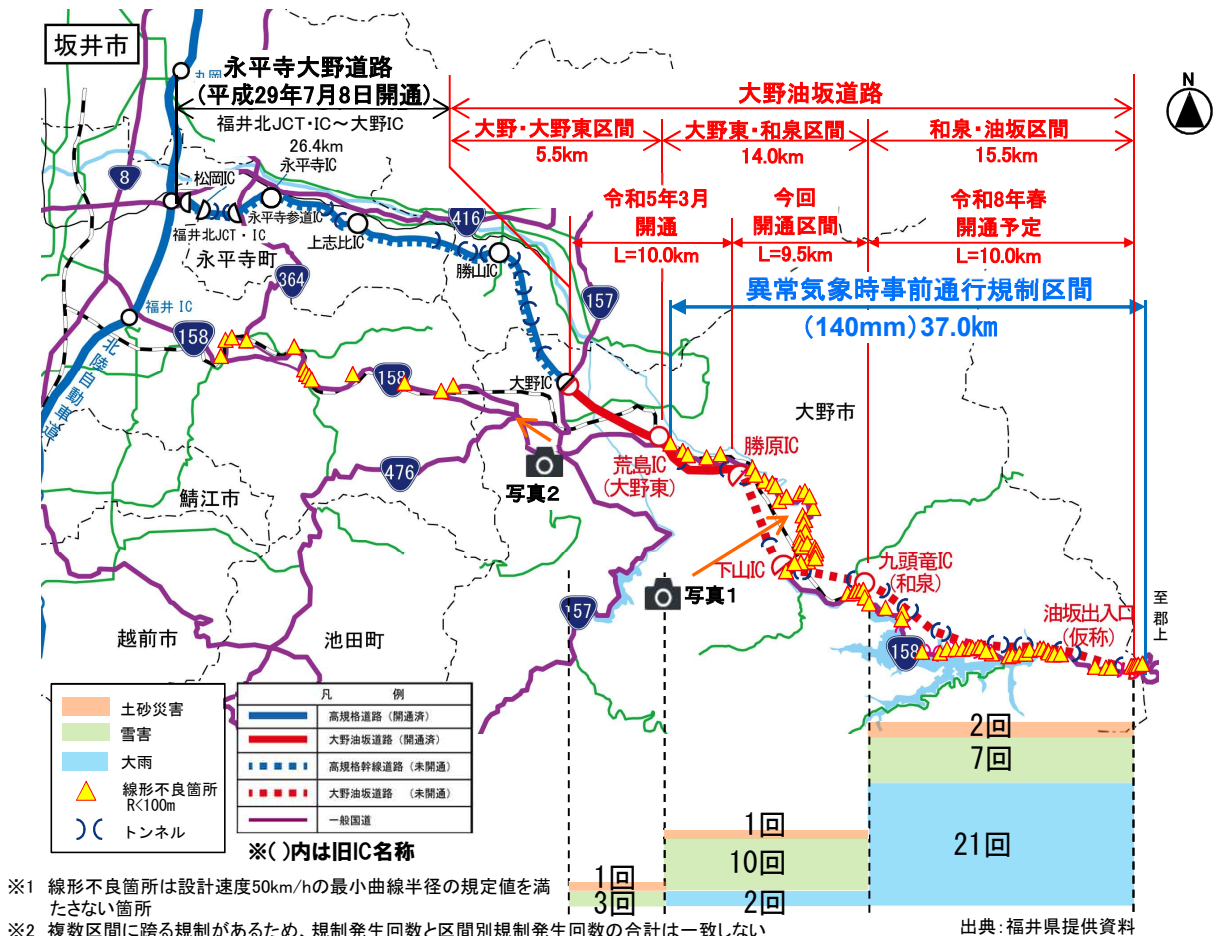 坂井市
丸岡
永平寺大野道路
(平成29年7月8日開通)
福井北JCT・IC～大野IC
26.4km
大野油坂道路
大野・大野東区間
5.5km
大野東・和泉区間
14.0km
和泉・油坂区間
15.5km
令和5年3月
開通
L=10.0km
今回
開通区間
L=9.5km
令和8年春
開通予定
L=10.0km
異常気象時事前通行規制区間
(140mm)37.0km
N
8
松岡IC
永平寺IC
福井北JCT・IC
永平寺参道IC
永平寺町
上志比IC
416
勝山IC
364
157
福井IC
158
北陸自動車道
158
大野IC
大野市
荒島IC
(大野東)
勝原IC
476
写真2
鯖江市
下山IC
九頭竜IC
(和泉)
写真1
157
至郡上
油坂出入口
(仮称)
158
越前市
池田町
土砂災害
雪害
大雨
線形不良箇所
R<100m
トンネル
凡例
高規格道路(開通済)
大野油坂道路(開通済)
高規格幹線道路(未開通)
大野油坂道路 (未開通)
一般国道
※( )内は旧IC名称
1回
3回
1回
10回
2回
2回
7回
21回
※1 線形不良箇所は設計速度50km/hの最小曲線半径の規定値を満
たさない箇所
※2 複数区間に跨る規制があるため、規制発生回数と区間別規制発生回数の合計は一致しない
出典:福井県提供資料